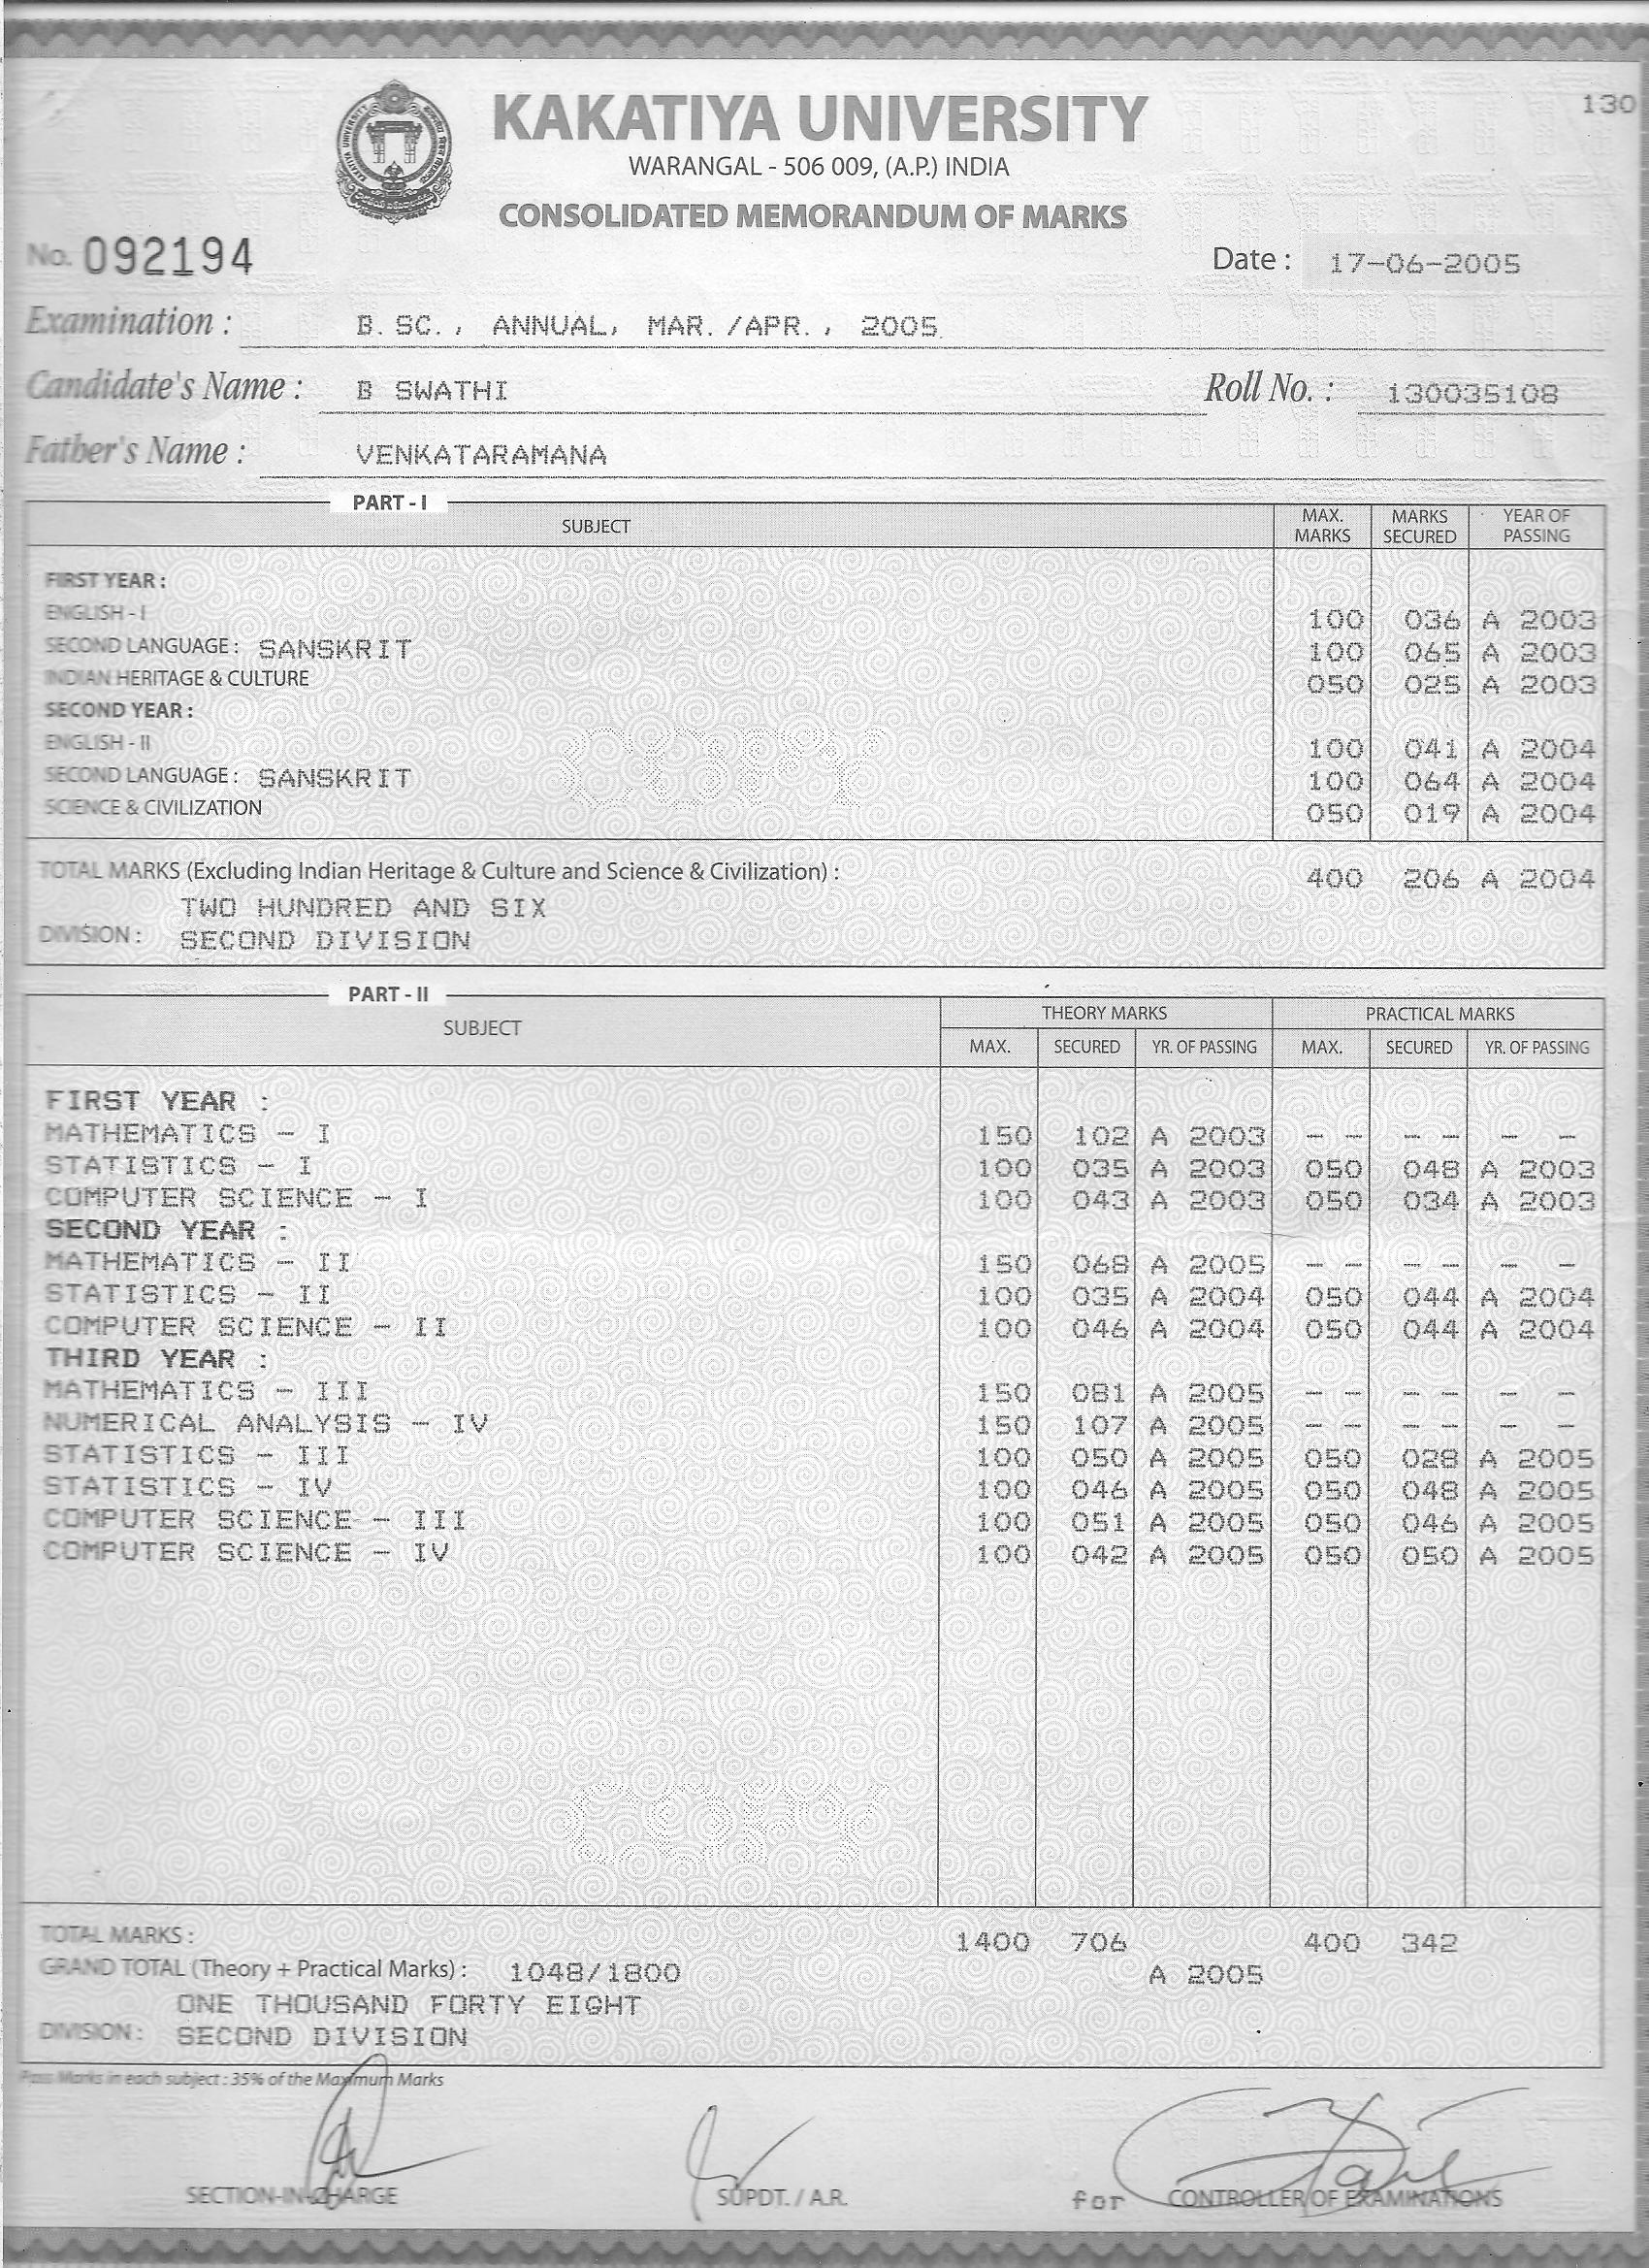 130
KAKATIYA UNIVERSITY
WARANGAL - 506 009, (A.P.) INDIA
CONSOLIDATED MEMORANDUM OF MARKS
No. 092194 Date : 17-06-2005
Examination : B.SC., ANNUAL, MAR./APR., 2005
Candidate's Name : B SWATHI Roll No. : 130035108
Father's Name : VENKATARAMANA
PART - I
SUBJECT MAX. MARKS MARKS SECURED YEAR OF PASSING
FIRST YEAR :
ENGLISH - I 100 036 A 2003
SECOND LANGUAGE : SANSKRIT 100 065 A 2003
INDIAN HERITAGE & CULTURE 050 025 A 2003
SECOND YEAR :
ENGLISH - II 100 041 A 2004
SECOND LANGUAGE : SANSKRIT 100 064 A 2004
SCIENCE & CIVILIZATION 050 019 A 2004
COPY
TOTAL MARKS (Excluding Indian Heritage & Culture and Science & Civilization) : 400 206 A 2004
TWO HUNDRED AND SIX
DIVISION : SECOND DIVISION
PART - II
SUBJECT THEORY MARKS PRACTICAL MARKS
MAX. SECURED YR. OF PASSING MAX. SECURED YR. OF PASSING
FIRST YEAR :
MATHEMATICS - I 150 102 A 2003 - - - - - -
STATISTICS - I 100 035 A 2003 050 048 A 2003
COMPUTER SCIENCE - I 100 043 A 2003 050 034 A 2003
SECOND YEAR :
MATHEMATICS - II 150 068 A 2005 - - - - - -
STATISTICS - II 100 035 A 2004 050 044 A 2004
COMPUTER SCIENCE - II 100 046 A 2004 050 044 A 2004
THIRD YEAR :
MATHEMATICS - III 150 081 A 2005 - - - - - -
NUMERICAL ANALYSIS - IV 150 107 A 2005 - - - - - -
STATISTICS - III 100 050 A 2005 050 028 A 2005
STATISTICS - IV 100 046 A 2005 050 048 A 2005
COMPUTER SCIENCE - III 100 051 A 2005 050 046 A 2005
COMPUTER SCIENCE - IV 100 042 A 2005 050 050 A 2005
COPY
TOTAL MARKS : 1400 706 400 342
GRAND TOTAL (Theory + Practical Marks) : 1048/1800 A 2005
ONE THOUSAND FORTY EIGHT
DIVISION : SECOND DIVISION
Pass Marks in each subject : 35% of the Maximum Marks
SECTION-IN-CHARGE SUPDT. / A.R. for CONTROLLER OF EXAMINATIONS